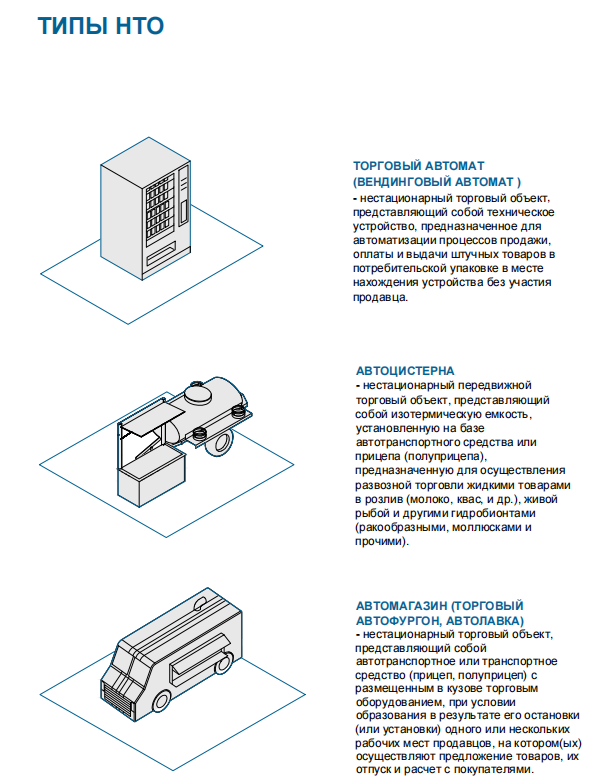 ТИПЫ НТО
ТОРГОВЫЙ АВТОМАТ
(ВЕНДИНГОВЫЙ АВТОМАТ )
- нестационарный торговый объект,
представляющий собой техническое
устройство, предназначенное для
автоматизации процессов продажи,
оплаты и выдачи штучных товаров в
потребительской упаковке в месте
нахождения устройства без участия
продавца.
АВТОЦИСТЕРНА
- нестационарный передвижной
торговый объект, представляющий
собой изотермическую емкость,
установленную на базе
автотранспортного средства или
прицепа (полуприцепа),
предназначенную для осуществления
развозной торговли жидкими товарами
в розлив (молоко, квас, и др.), живой
рыбой и другими гидробионтами
(ракообразными, моллюсками и
прочими).
АВТОМАГАЗИН (ТОРГОВЫЙ
АВТОФУРГОН, АВТОЛАВКА)
- нестационарный торговый объект,
представляющий собой
автотранспортное или транспортное
средство (прицеп, полуприцеп) с
размещенным в кузове торговым
оборудованием, при условии
образования в результате его остановки
(или установки) одного или нескольких
рабочих мест продавцов, на котором(ых)
осуществляют предложение товаров, их
отпуск и расчет с покупателями.